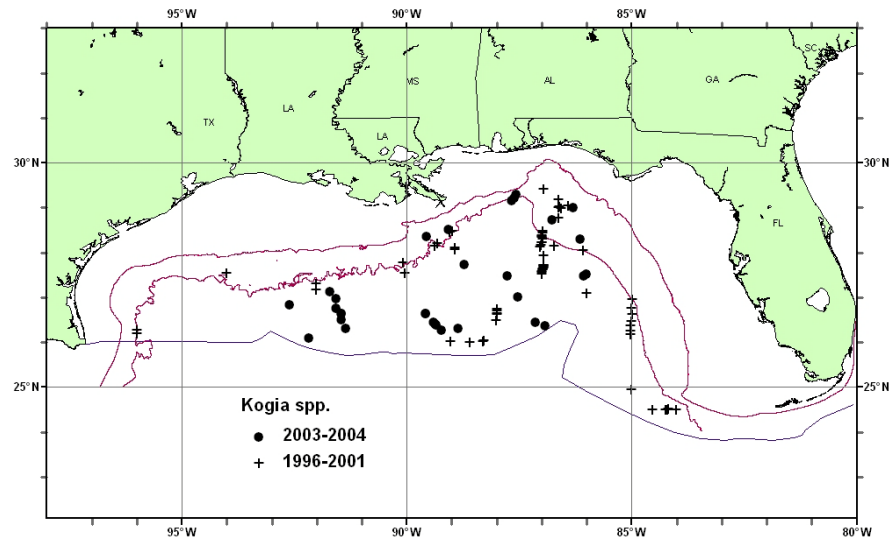 95°W 90°W 85°W
SC
MS AL GA
LA
TX
LA
30°N 30°N
FL
25°N 25°N
Kogia spp.
2003-2004
1996-2001
95°W 90°W 85°W 80°W